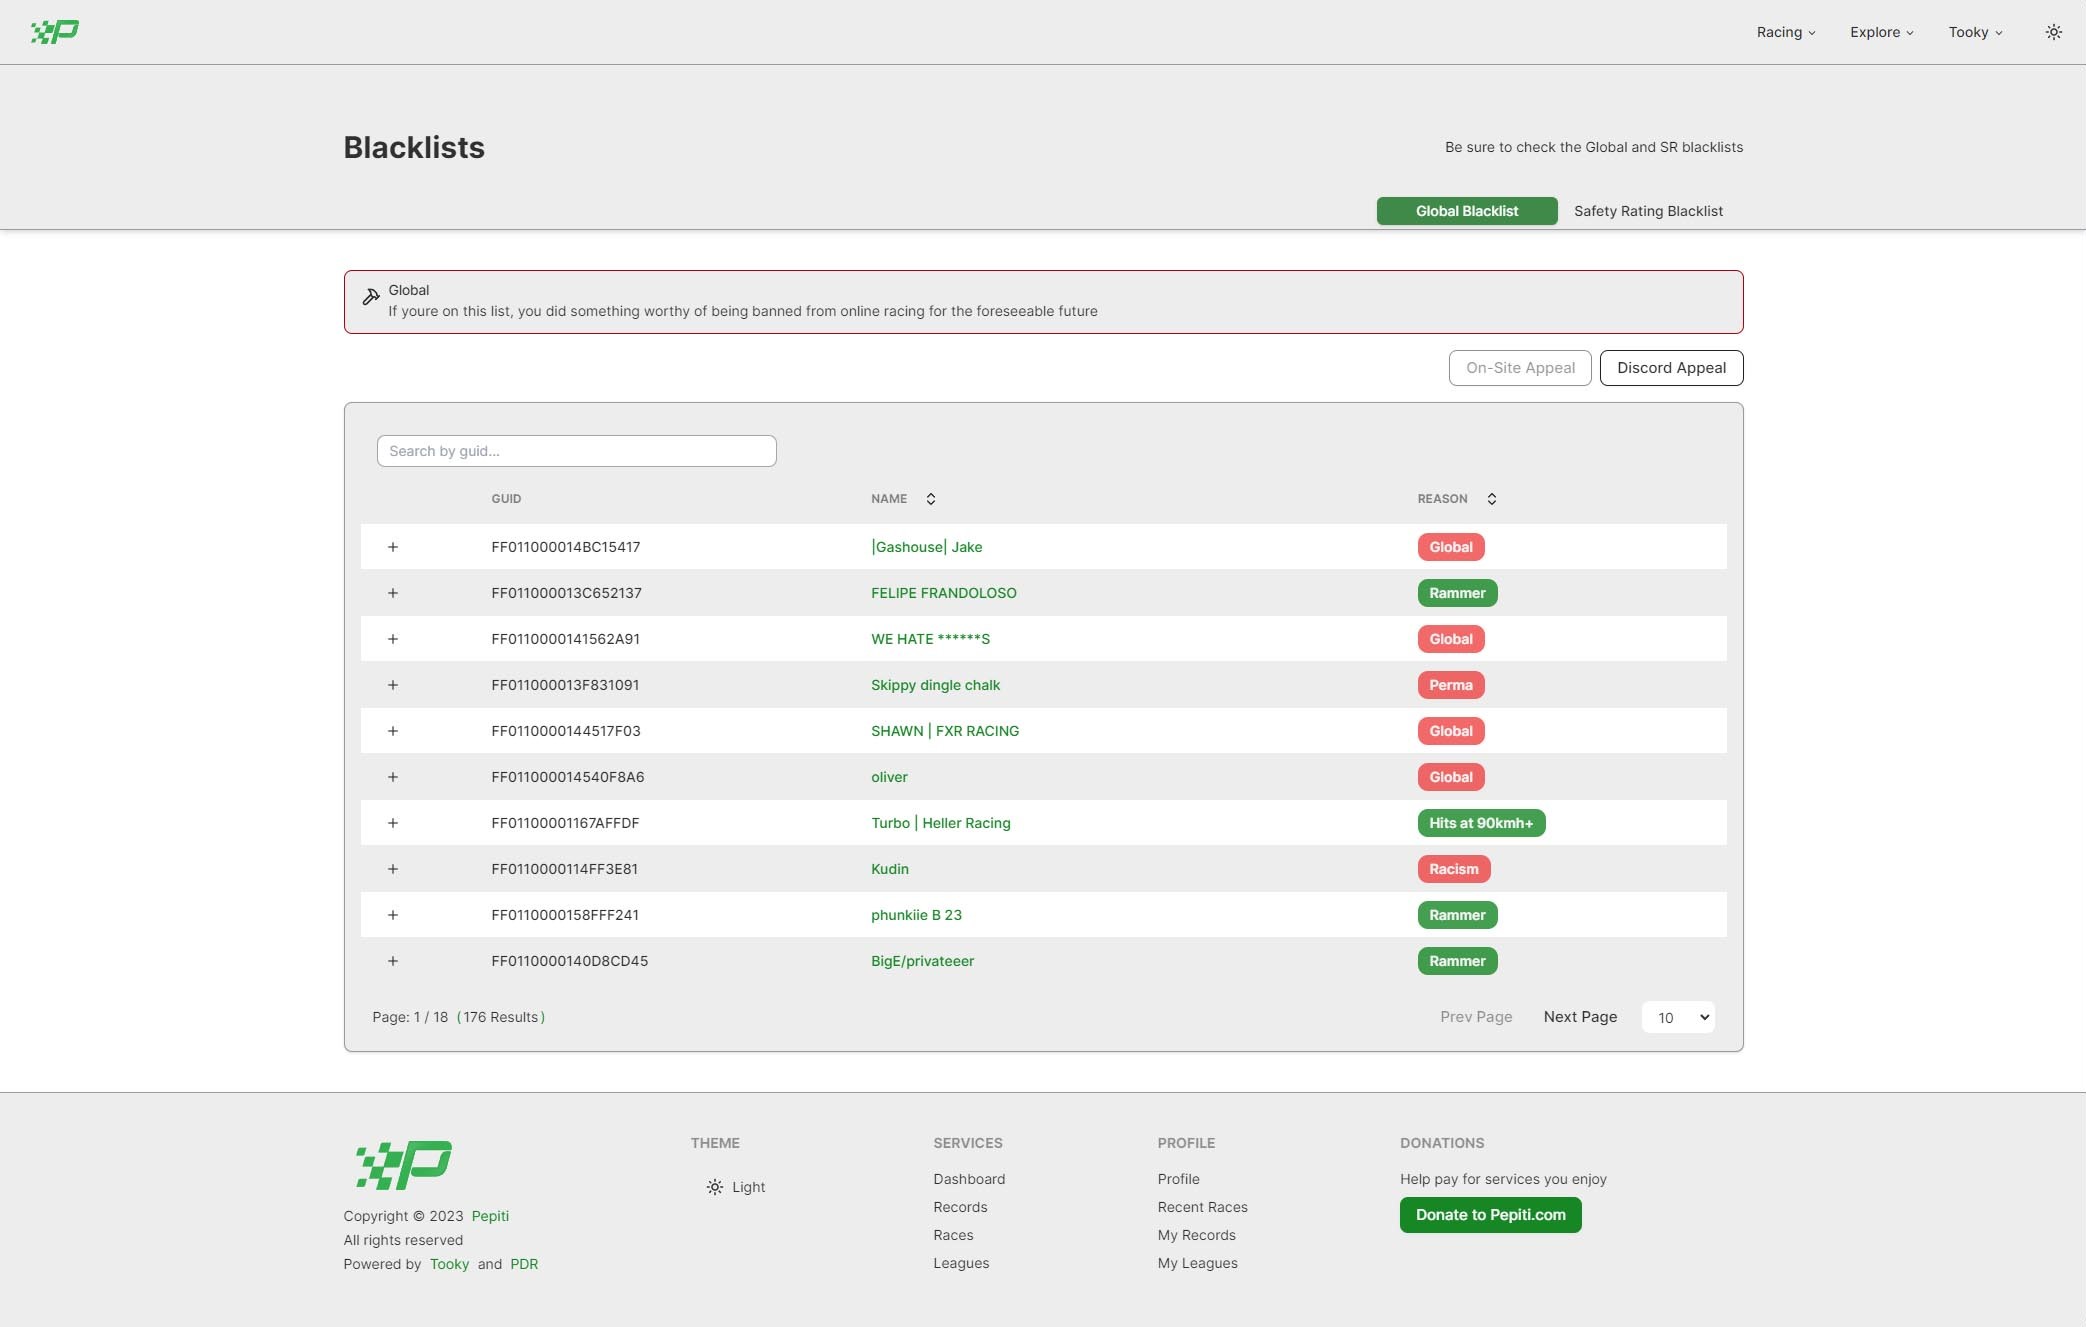 Racing Explore Tooky
Blacklists
Be sure to check the Global and SR blacklists
Global Blacklist Safety Rating Blacklist
Global
If youre on this list, you did something worthy of being banned from online racing for the foreseeable future
On-Site Appeal Discord Appeal
Search by guid...
GUID NAME REASON
+ FF011000014BC15417 |Gashouse| Jake Global
+ FF011000013C652137 FELIPE FRANDOLOSO Rammer
+ FF0110000141562A91 WE HATE ******S Global
+ FF011000013F831091 Skippy dingle chalk Perma
+ FF0110000144517F03 SHAWN | FXR RACING Global
+ FF011000014540F8A6 oliver Global
+ FF01100001167AFFDF Turbo | Heller Racing Hits at 90kmh+
+ FF0110000114FF3E81 Kudin Racism
+ FF0110000158FFF241 phunkiie B 23 Rammer
+ FF0110000140D8CD45 BigE/privateeer Rammer
Page: 1 / 18 (176 Results) Prev Page Next Page 10
P
Copyright © 2023 Pepiti
All rights reserved
Powered by Tooky and PDR
THEME
Light
SERVICES
Dashboard
Records
Races
Leagues
PROFILE
Profile
Recent Races
My Records
My Leagues
DONATIONS
Help pay for services you enjoy
Donate to Pepiti.com